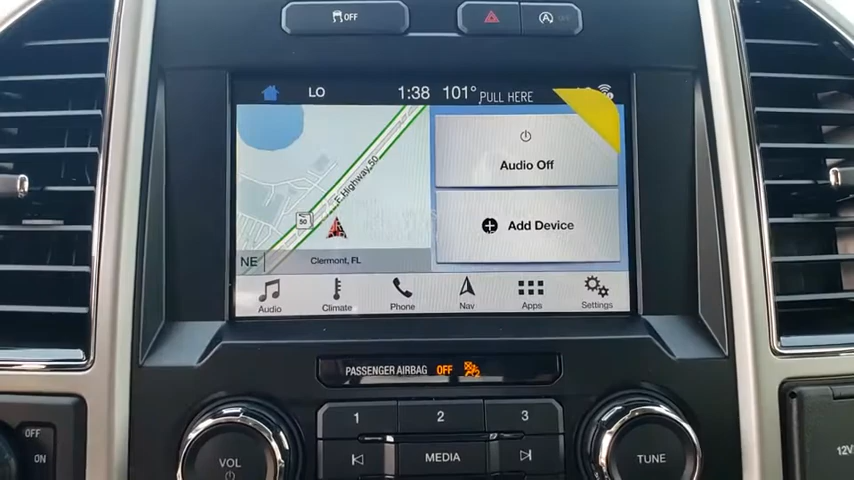 OFF
OFF
LO 1:38 101° PULL HERE
F Highway 50
50
NE
Clermont, FL
Audio Off
Add Device
Audio Climate Phone Nav Apps Settings
PASSENGER AIRBAG OFF
1 2 3
OFF
ON
VOL
MEDIA
TUNE
12V